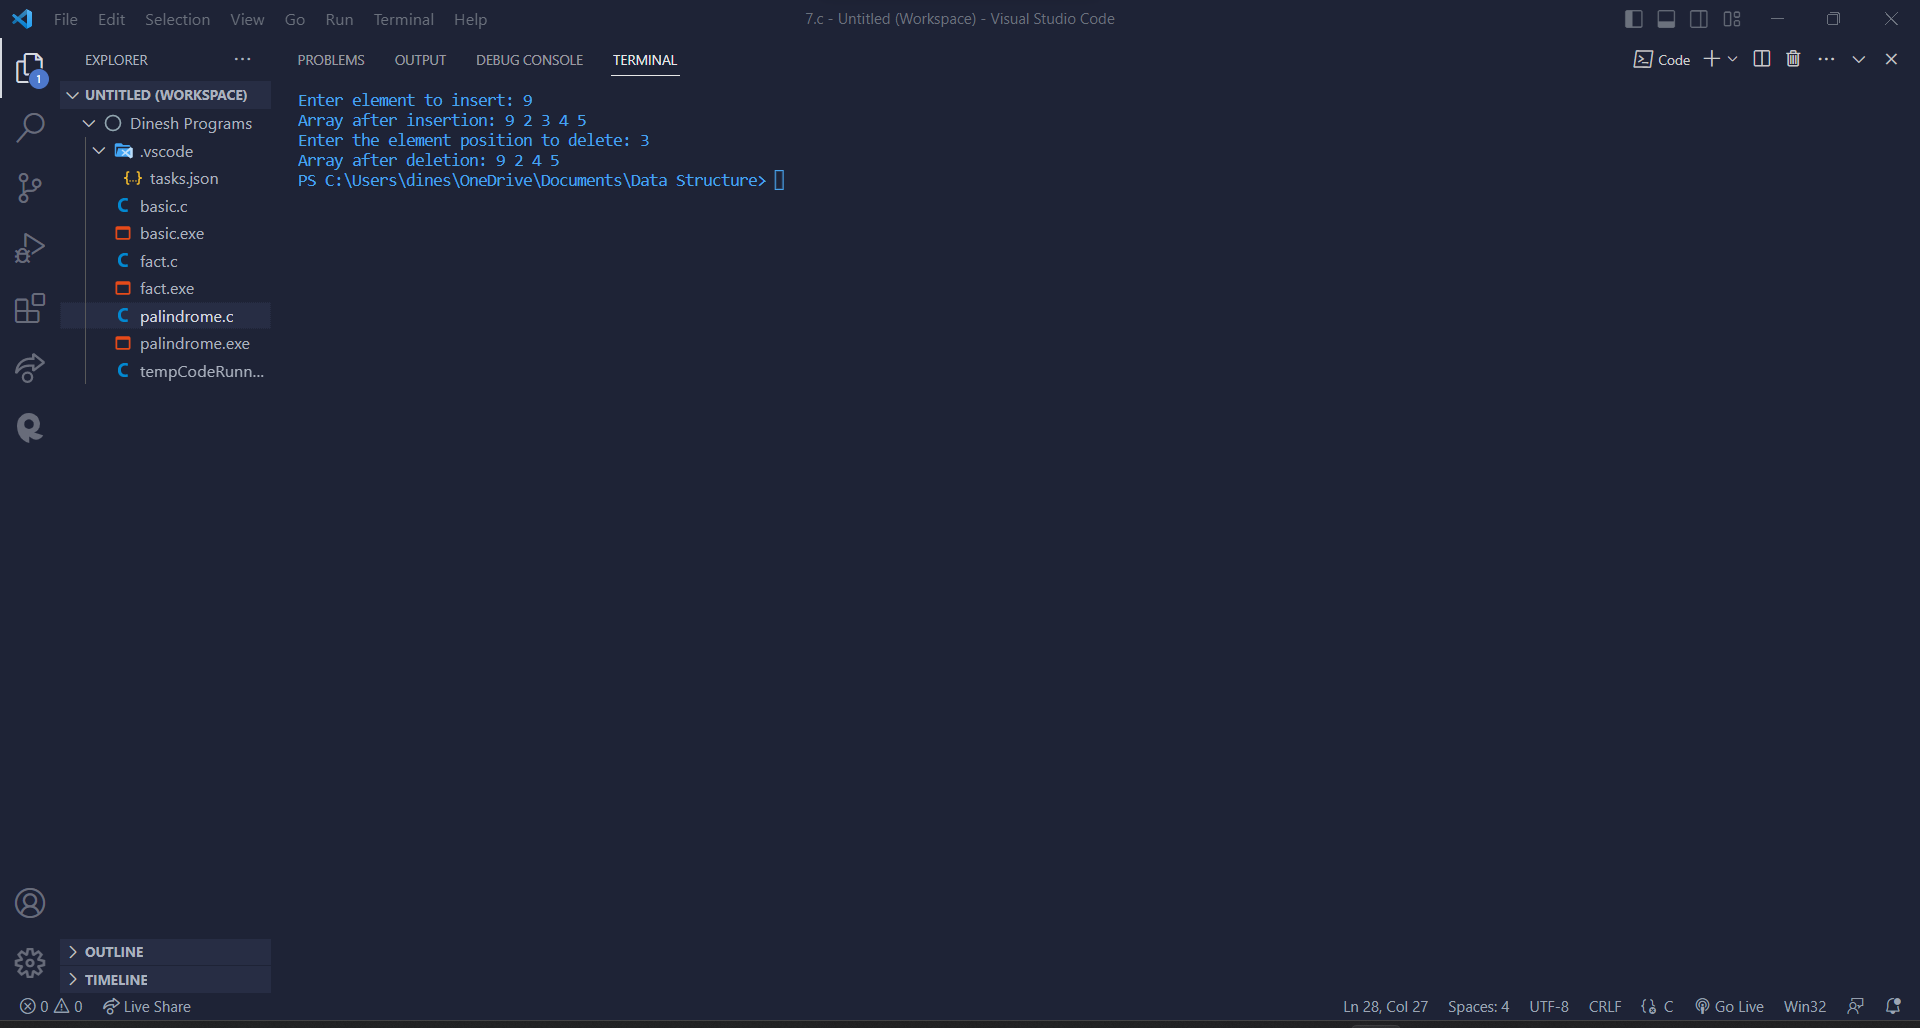 File Edit Selection View Go Run Terminal Help
7.c - Untitled (Workspace) - Visual Studio Code
EXPLORER
PROBLEMS OUTPUT DEBUG CONSOLE TERMINAL
Code
1
UNTITLED (WORKSPACE)
Dinesh Programs
.vscode
{..} tasks.json
C basic.c
basic.exe
C fact.c
fact.exe
C palindrome.c
palindrome.exe
C tempCodeRunn...
Enter element to insert: 9
Array after insertion: 9 2 3 4 5
Enter the element position to delete: 3
Array after deletion: 9 2 4 5
PS C:\Users\dines\OneDrive\Documents\Data Structure>
OUTLINE
TIMELINE
0 0 Live Share
Ln 28, Col 27 Spaces: 4 UTF-8 CRLF C Go Live Win32